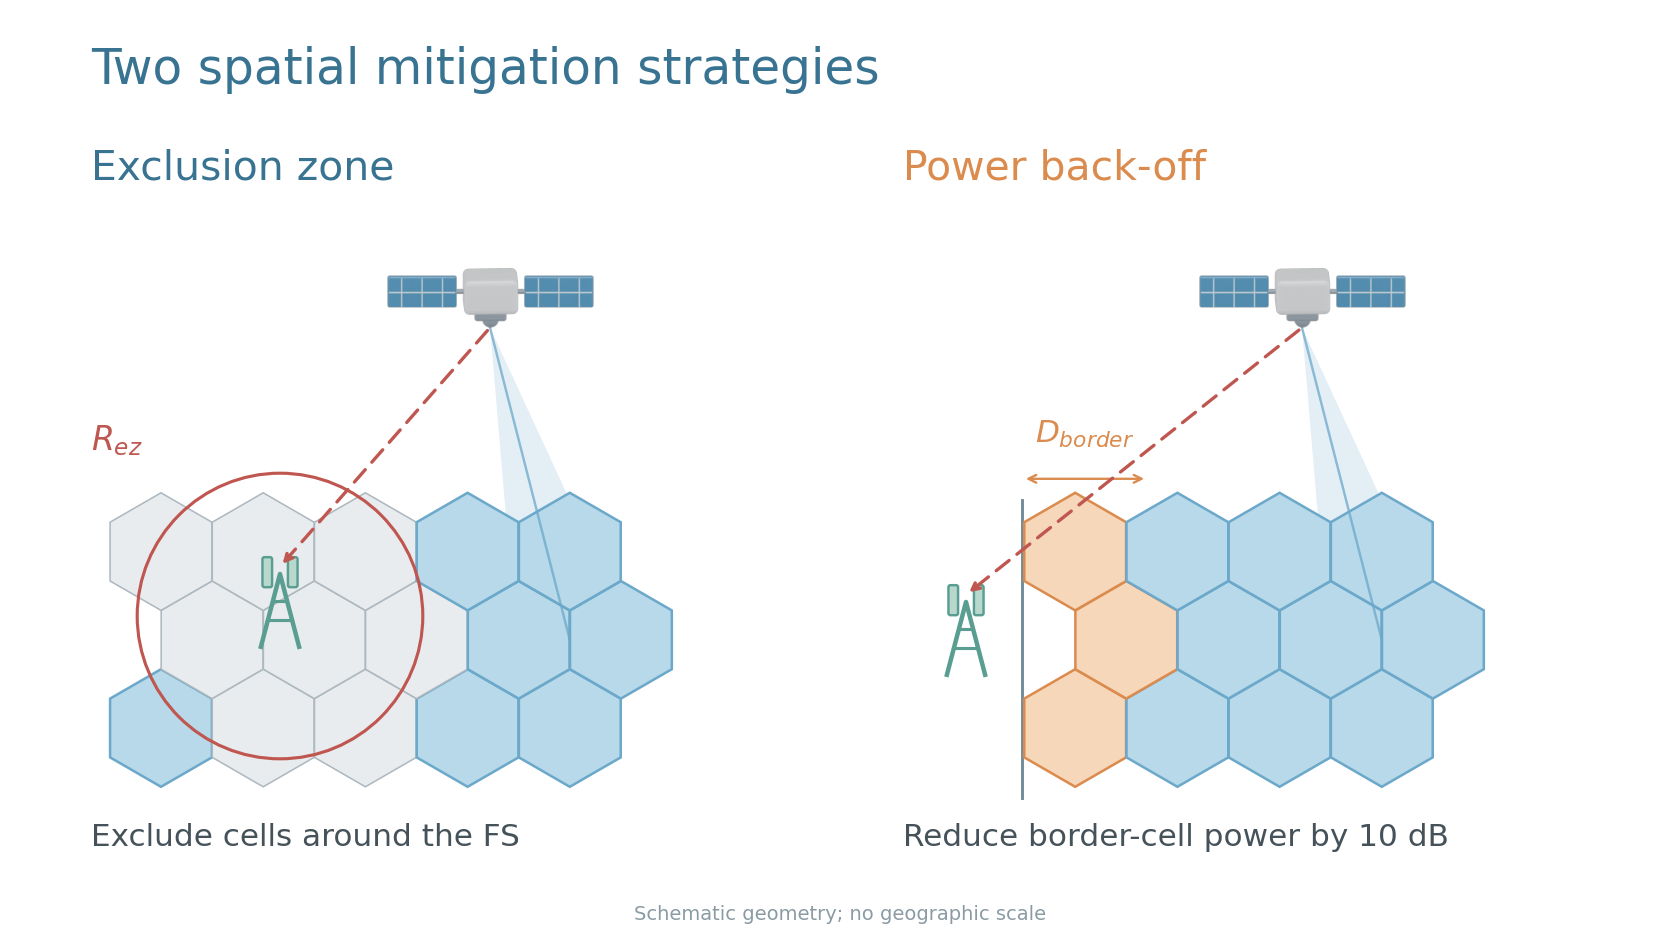 Two spatial mitigation strategies
Exclusion zone
Power back-off
R_ez
D_border
Exclude cells around the FS
Reduce border-cell power by 10 dB
Schematic geometry; no geographic scale